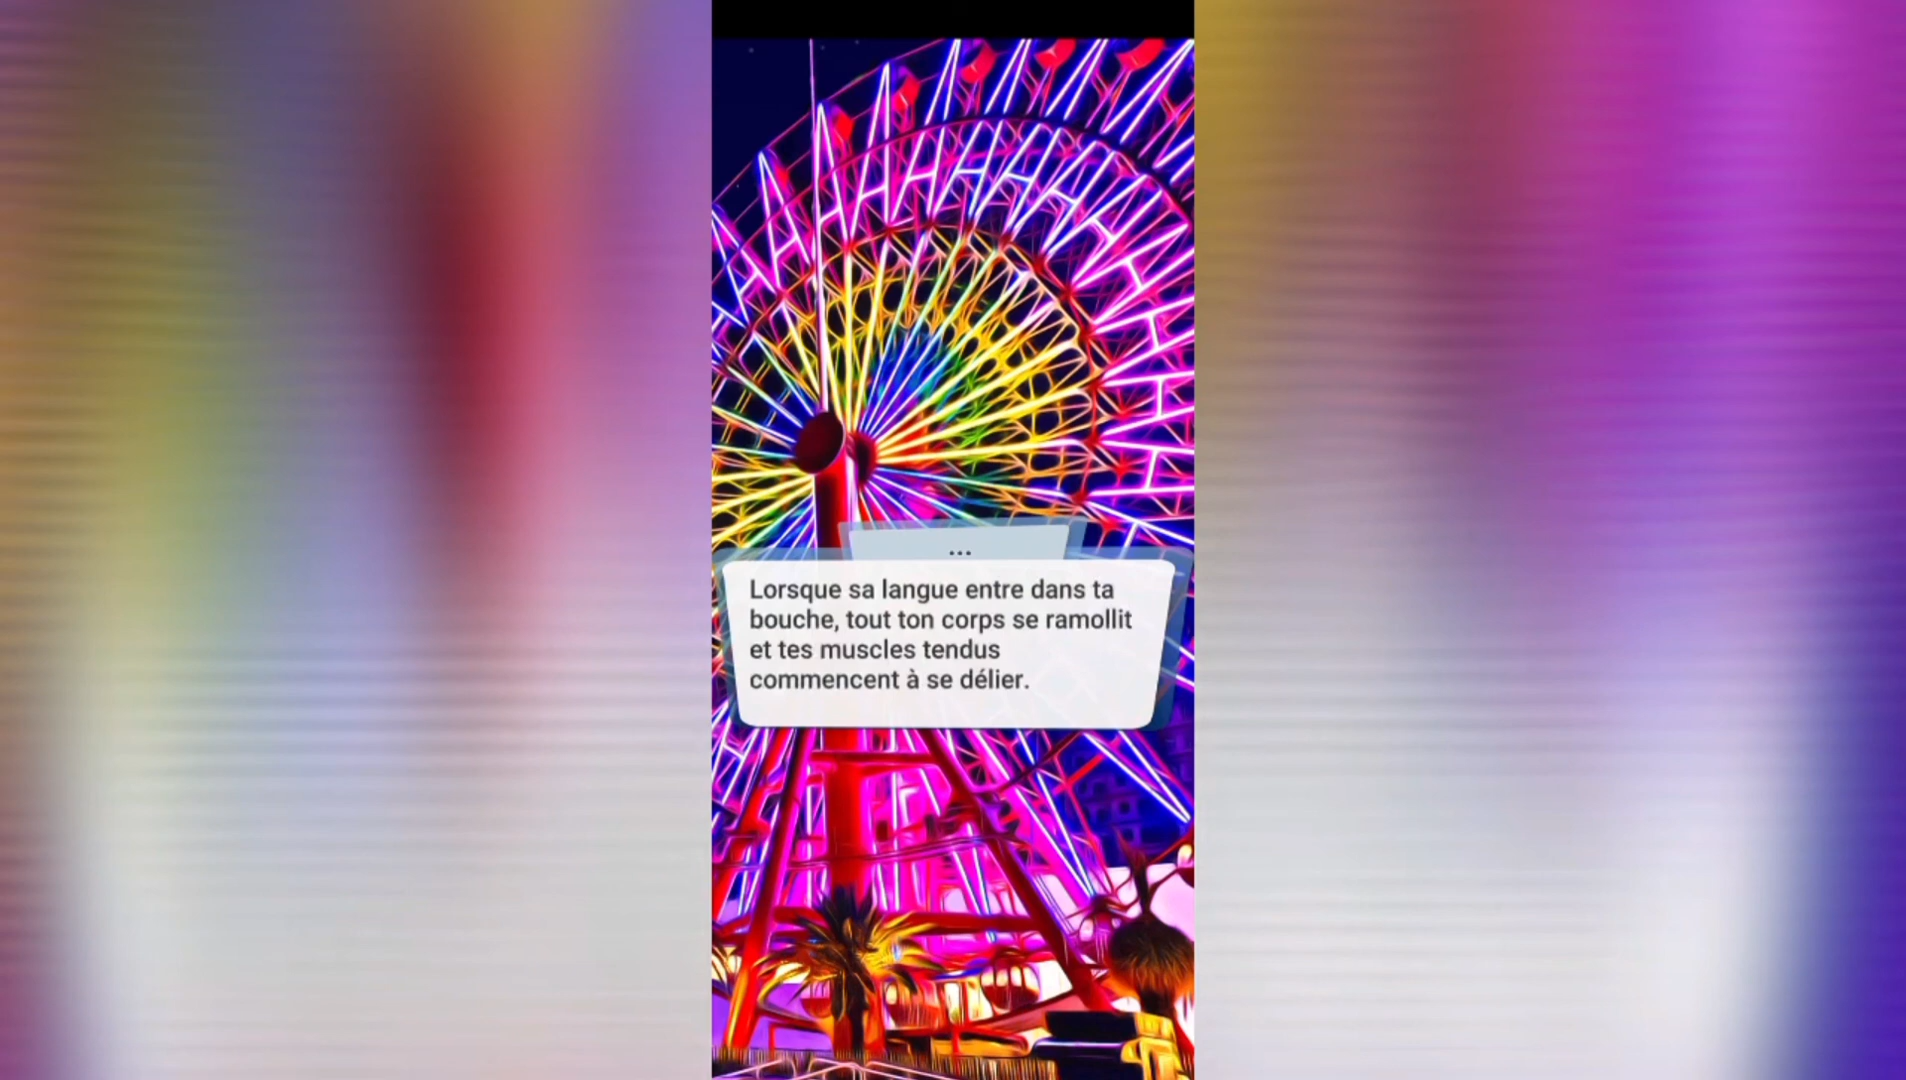 ...
Lorsque sa langue entre dans ta
bouche, tout ton corps se ramollit
et tes muscles tendus
commencent à se délier.